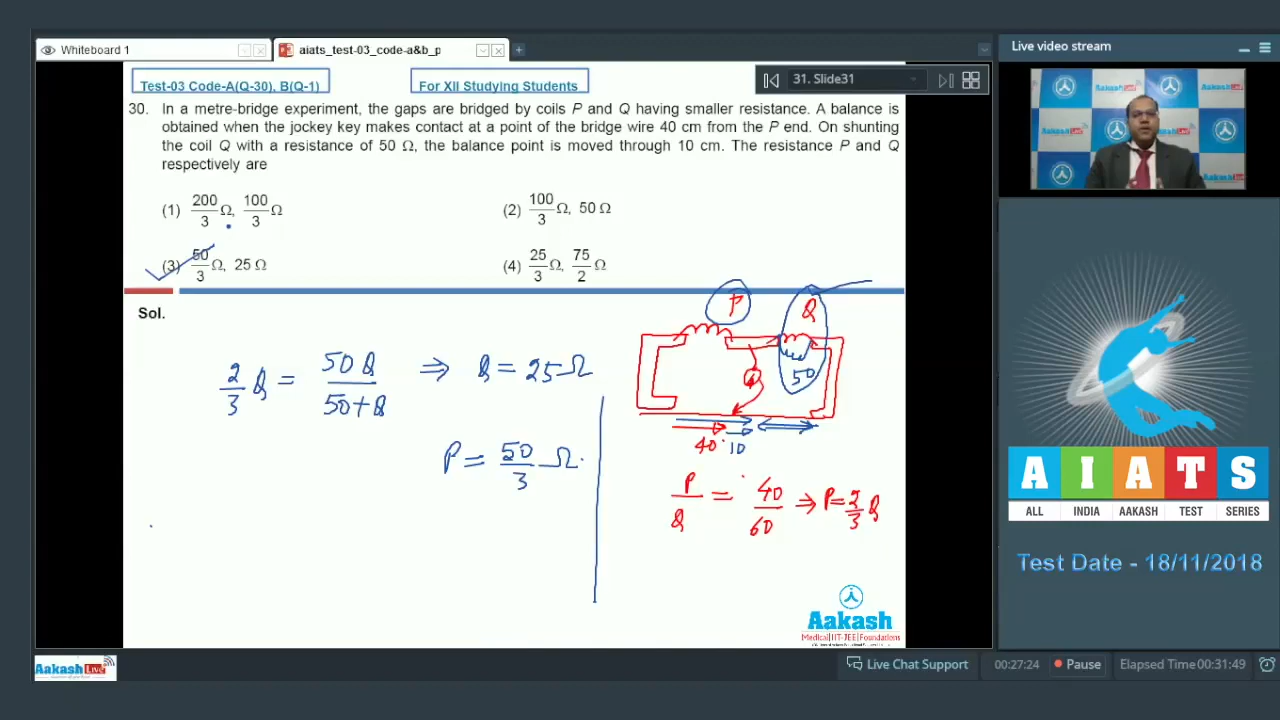 Whiteboard 1
aiats_test-03_code-a&b_p
Live video stream
31. Slide31
Test-03 Code-A(Q-30), B(Q-1)
For XII Studying Students
30. In a metre-bridge experiment, the gaps are bridged by coils P and Q having smaller resistance. A balance is
obtained when the jockey key makes contact at a point of the bridge wire 40 cm from the P end. On shunting
the coil Q with a resistance of 50 Ω, the balance point is moved through 10 cm. The resistance P and Q
respectively are
(1) 200/3 Ω, 100/3 Ω
(2) 100/3 Ω, 50 Ω
(3) 50/3 Ω, 25 Ω
(4) 25/3 Ω, 75/2 Ω
Sol.
P
Q
50
2/3 Q = 50Q/50+Q ⇒ Q = 25 Ω
40
10
P = 50/3 Ω
P/Q = 40/60 ⇒ P = 2/3 Q
Aakash
Medical|IIT-JEE|Foundations
AIATS
ALL INDIA AAKASH TEST SERIES
Test Date - 18/11/2018
Aakash Live
Live Chat Support
00:27:24
Pause
Elapsed Time 00:31:49